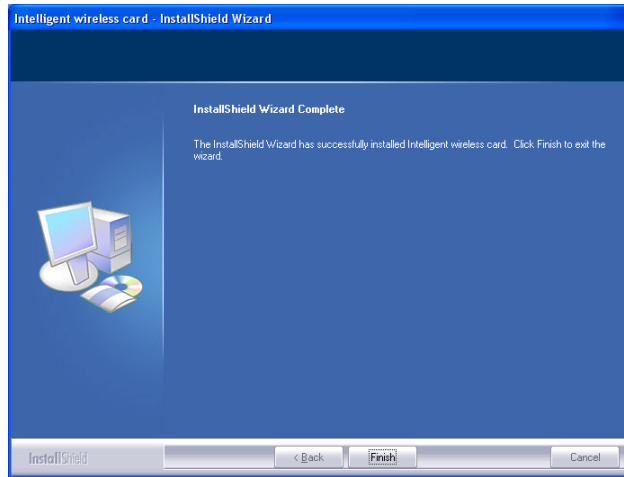 Intelligent wireless card - InstallShield Wizard
InstallShield Wizard Complete
The InstallShield Wizard has successfully installed Intelligent wireless card. Click Finish to exit the
wizard.
InstallShield
< Back
Finish
Cancel